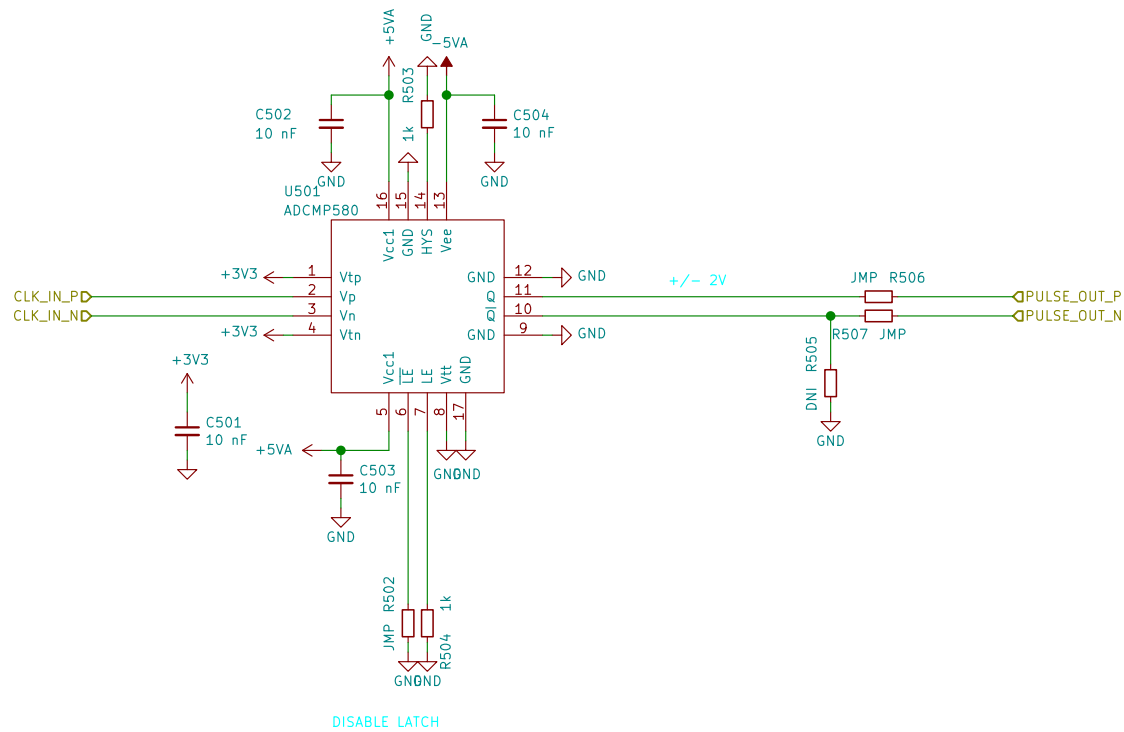 +5VA
GND
-5VA
R503
1k
C502
10 nF
GND
C504
10 nF
GND
U501
ADCMP580
16
15
14
13
Vcc1
GND
HYS
Vee
+3V3
1
Vtp
CLK_IN_P
2
Vp
CLK_IN_N
3
Vn
+3V3
4
Vtn
GND
12
GND
Q
11
+/- 2V
JMP R506
PULSE_OUT_P
Q
10
R507 JMP
PULSE_OUT_N
GND
9
GND
DNI R505
GND
Vcc1
LE
LE
Vtt
GND
5
6
7
8
17
+3V3
C501
10 nF
+5VA
C503
10 nF
GND
GND
GND
JMP R502
1k
R504
GND
GND
DISABLE LATCH